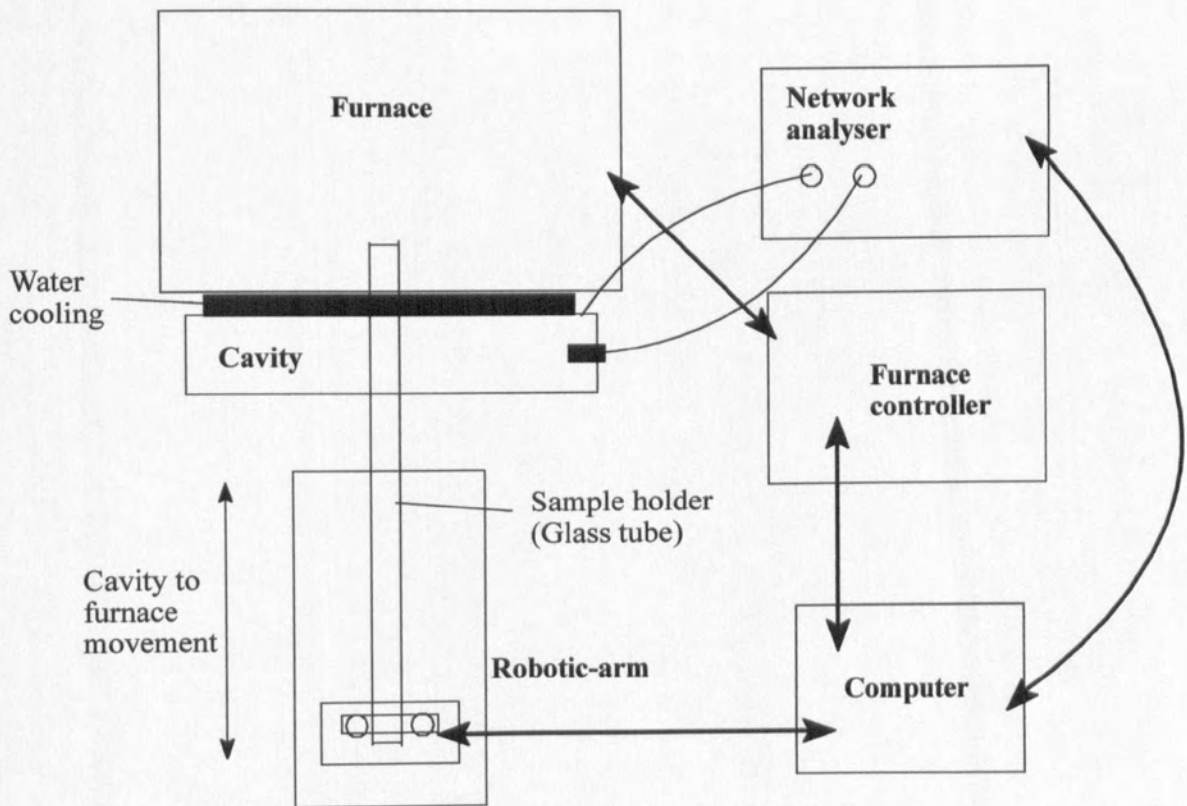 Furnace
Network
analyser
Water
cooling
Cavity
Furnace
controller
Sample holder
(Glass tube)
Cavity to
furnace
movement
Robotic-arm
Computer